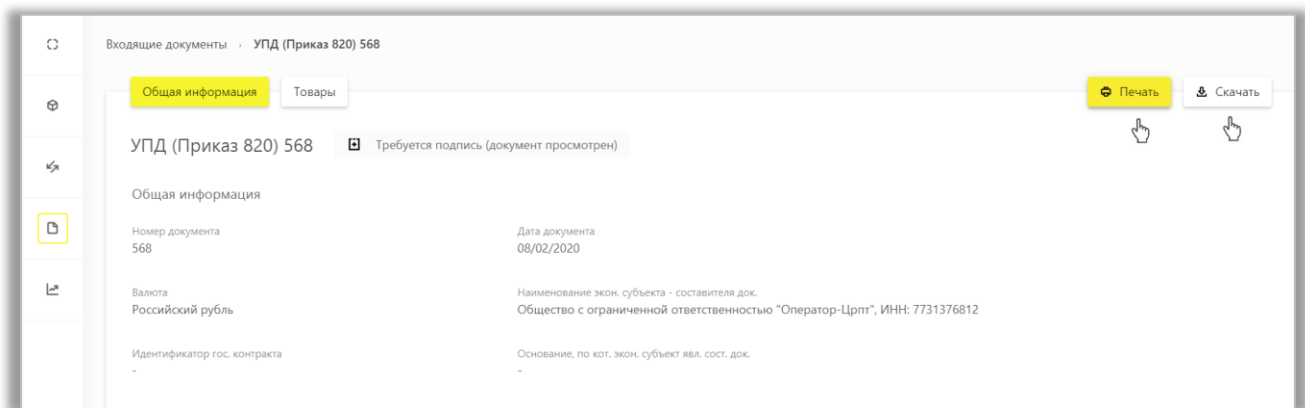 Входящие документы › УПД (Приказ 820) 568
Общая информация Товары Печать Скачать
УПД (Приказ 820) 568 Требуется подпись (документ просмотрен)
Общая информация
Номер документа Дата документа
568 08/02/2020
Валюта Наименование экон. субъекта - составителя док.
Российский рубль Общество с ограниченной ответственностью "Оператор-Црпт", ИНН: 7731376812
Идентификатор гос. контракта Основание, по кот. экон. субъект явл. сост. док.
- -